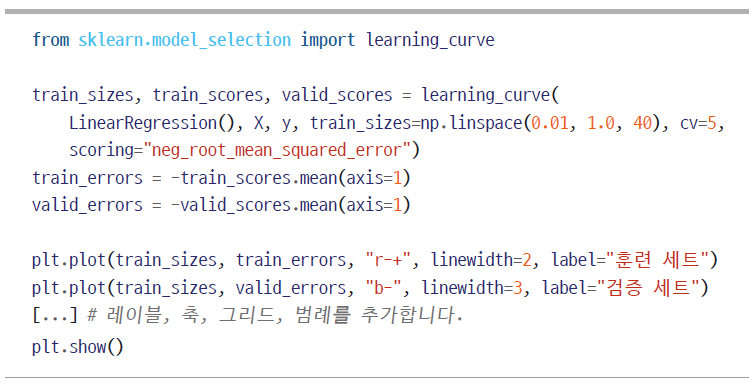 from sklearn.model_selection import learning_curve
train_sizes, train_scores, valid_scores = learning_curve(
    LinearRegression(), X, y, train_sizes=np.linspace(0.01, 1.0, 40), cv=5,
    scoring="neg_root_mean_squared_error")
train_errors = -train_scores.mean(axis=1)
valid_errors = -valid_scores.mean(axis=1)
plt.plot(train_sizes, train_errors, "r-+", linewidth=2, label="훈련 세트")
plt.plot(train_sizes, valid_errors, "b-", linewidth=3, label="검증 세트")
[...] # 레이블, 축, 그리드, 범례를 추가합니다.
plt.show()